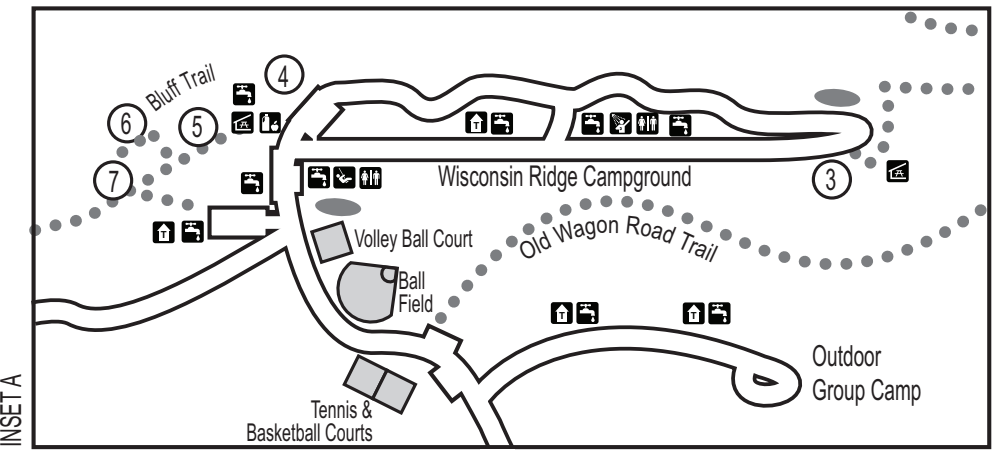 4
Bluff Trail
6
5
7
3
Wisconsin Ridge Campground
Old Wagon Road Trail
Volley Ball Court
Ball
Field
Outdoor
Group Camp
Tennis &
Basketball Courts
INSET A
T
T
T
T